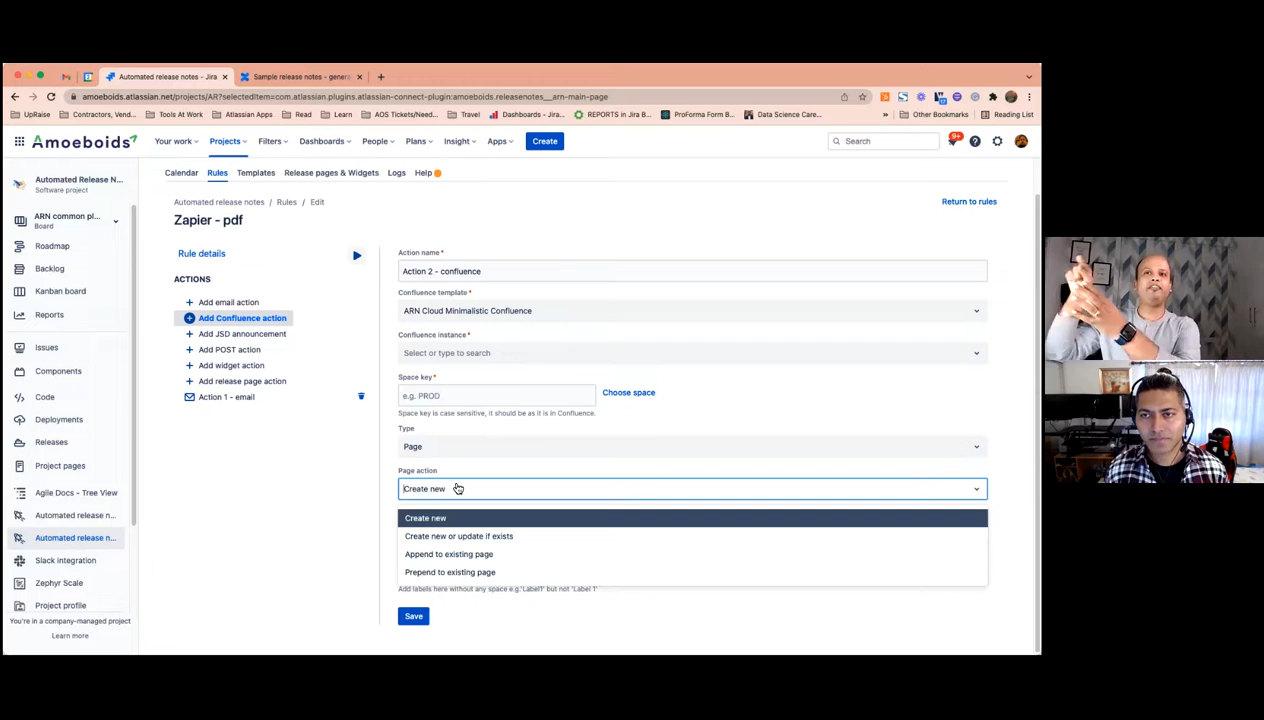 Automated release notes - Jira
Sample release notes - general
amoeboids.atlassian.net/projects/AR?selectedItem=com.atlassian.plugins.atlassian-connect-plugin:amoeboids.releasenotes__arn-main-page
UpRaise
Contractors, Vend...
Tools At Work
Atlassian Apps
Read
Learn
AOS Tickets/Need...
Travel
Dashboards - Jira...
REPORTS in Jira B...
ProForma Form B...
Data Science Care...
»
Other Bookmarks
Reading List
Amoeboids
Your work
Projects
Filters
Dashboards
People
Plans
Insight
Apps
Create
Search
9+
Automated Release N...
Software project
ARN common pl...
Board
Roadmap
Backlog
Kanban board
Reports
Issues
Components
Code
Deployments
Releases
Project pages
Agile Docs - Tree View
Automated release n...
Automated release n...
Slack integration
Zephyr Scale
Project profile
You're in a company-managed project
Learn more
Calendar
Rules
Templates
Release pages & Widgets
Logs
Help
Automated release notes / Rules / Edit
Return to rules
Zapier - pdf
Rule details
ACTIONS
Add email action
Add Confluence action
Add JSD announcement
Add POST action
Add widget action
Add release page action
Action 1 - email
Action name *
Action 2 - confluence
Confluence template *
ARN Cloud Minimalistic Confluence
Confluence instance *
Select or type to search
Space key *
e.g. PROD
Choose space
Space key is case sensitive, it should be as it is in Confluence.
Type
Page
Page action
Create new
Create new
Create new or update if exists
Append to existing page
Prepend to existing page
Add labels here without any space e.g.'Label1' but not 'Label 1'
Save